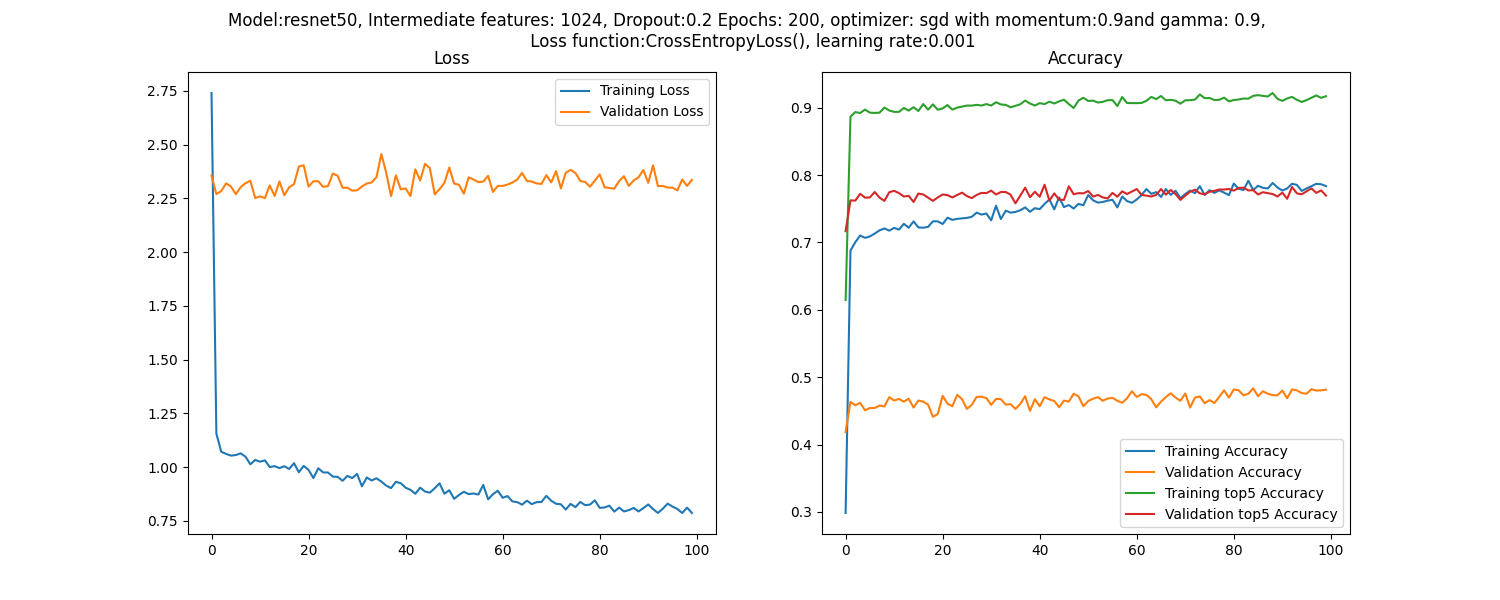 Model:resnet50, Intermediate features: 1024, Dropout:0.2 Epochs: 200, optimizer: sgd with momentum:0.9and gamma: 0.9,
Loss function:CrossEntropyLoss(), learning rate:0.001
Loss
Training Loss
Validation Loss
2.75
2.50
2.25
2.00
1.75
1.50
1.25
1.00
0.75
0 20 40 60 80 100
Accuracy
0.9
0.8
0.7
0.6
0.5
0.4
0.3
Training Accuracy
Validation Accuracy
Training top5 Accuracy
Validation top5 Accuracy
0 20 40 60 80 100